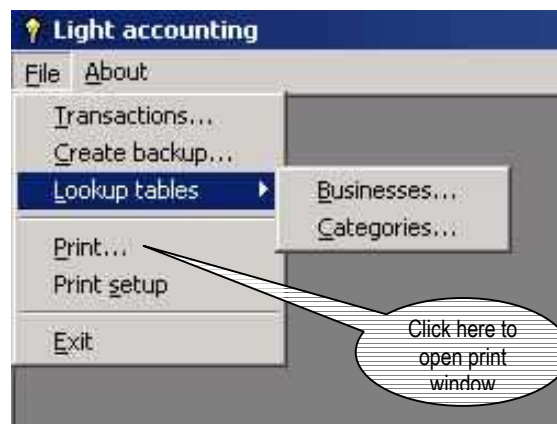 Light accounting
File About
Transactions...
Create backup...
Lookup tables
Businesses...
Categories...
Print...
Print setup
Exit
Click here to
open print
window